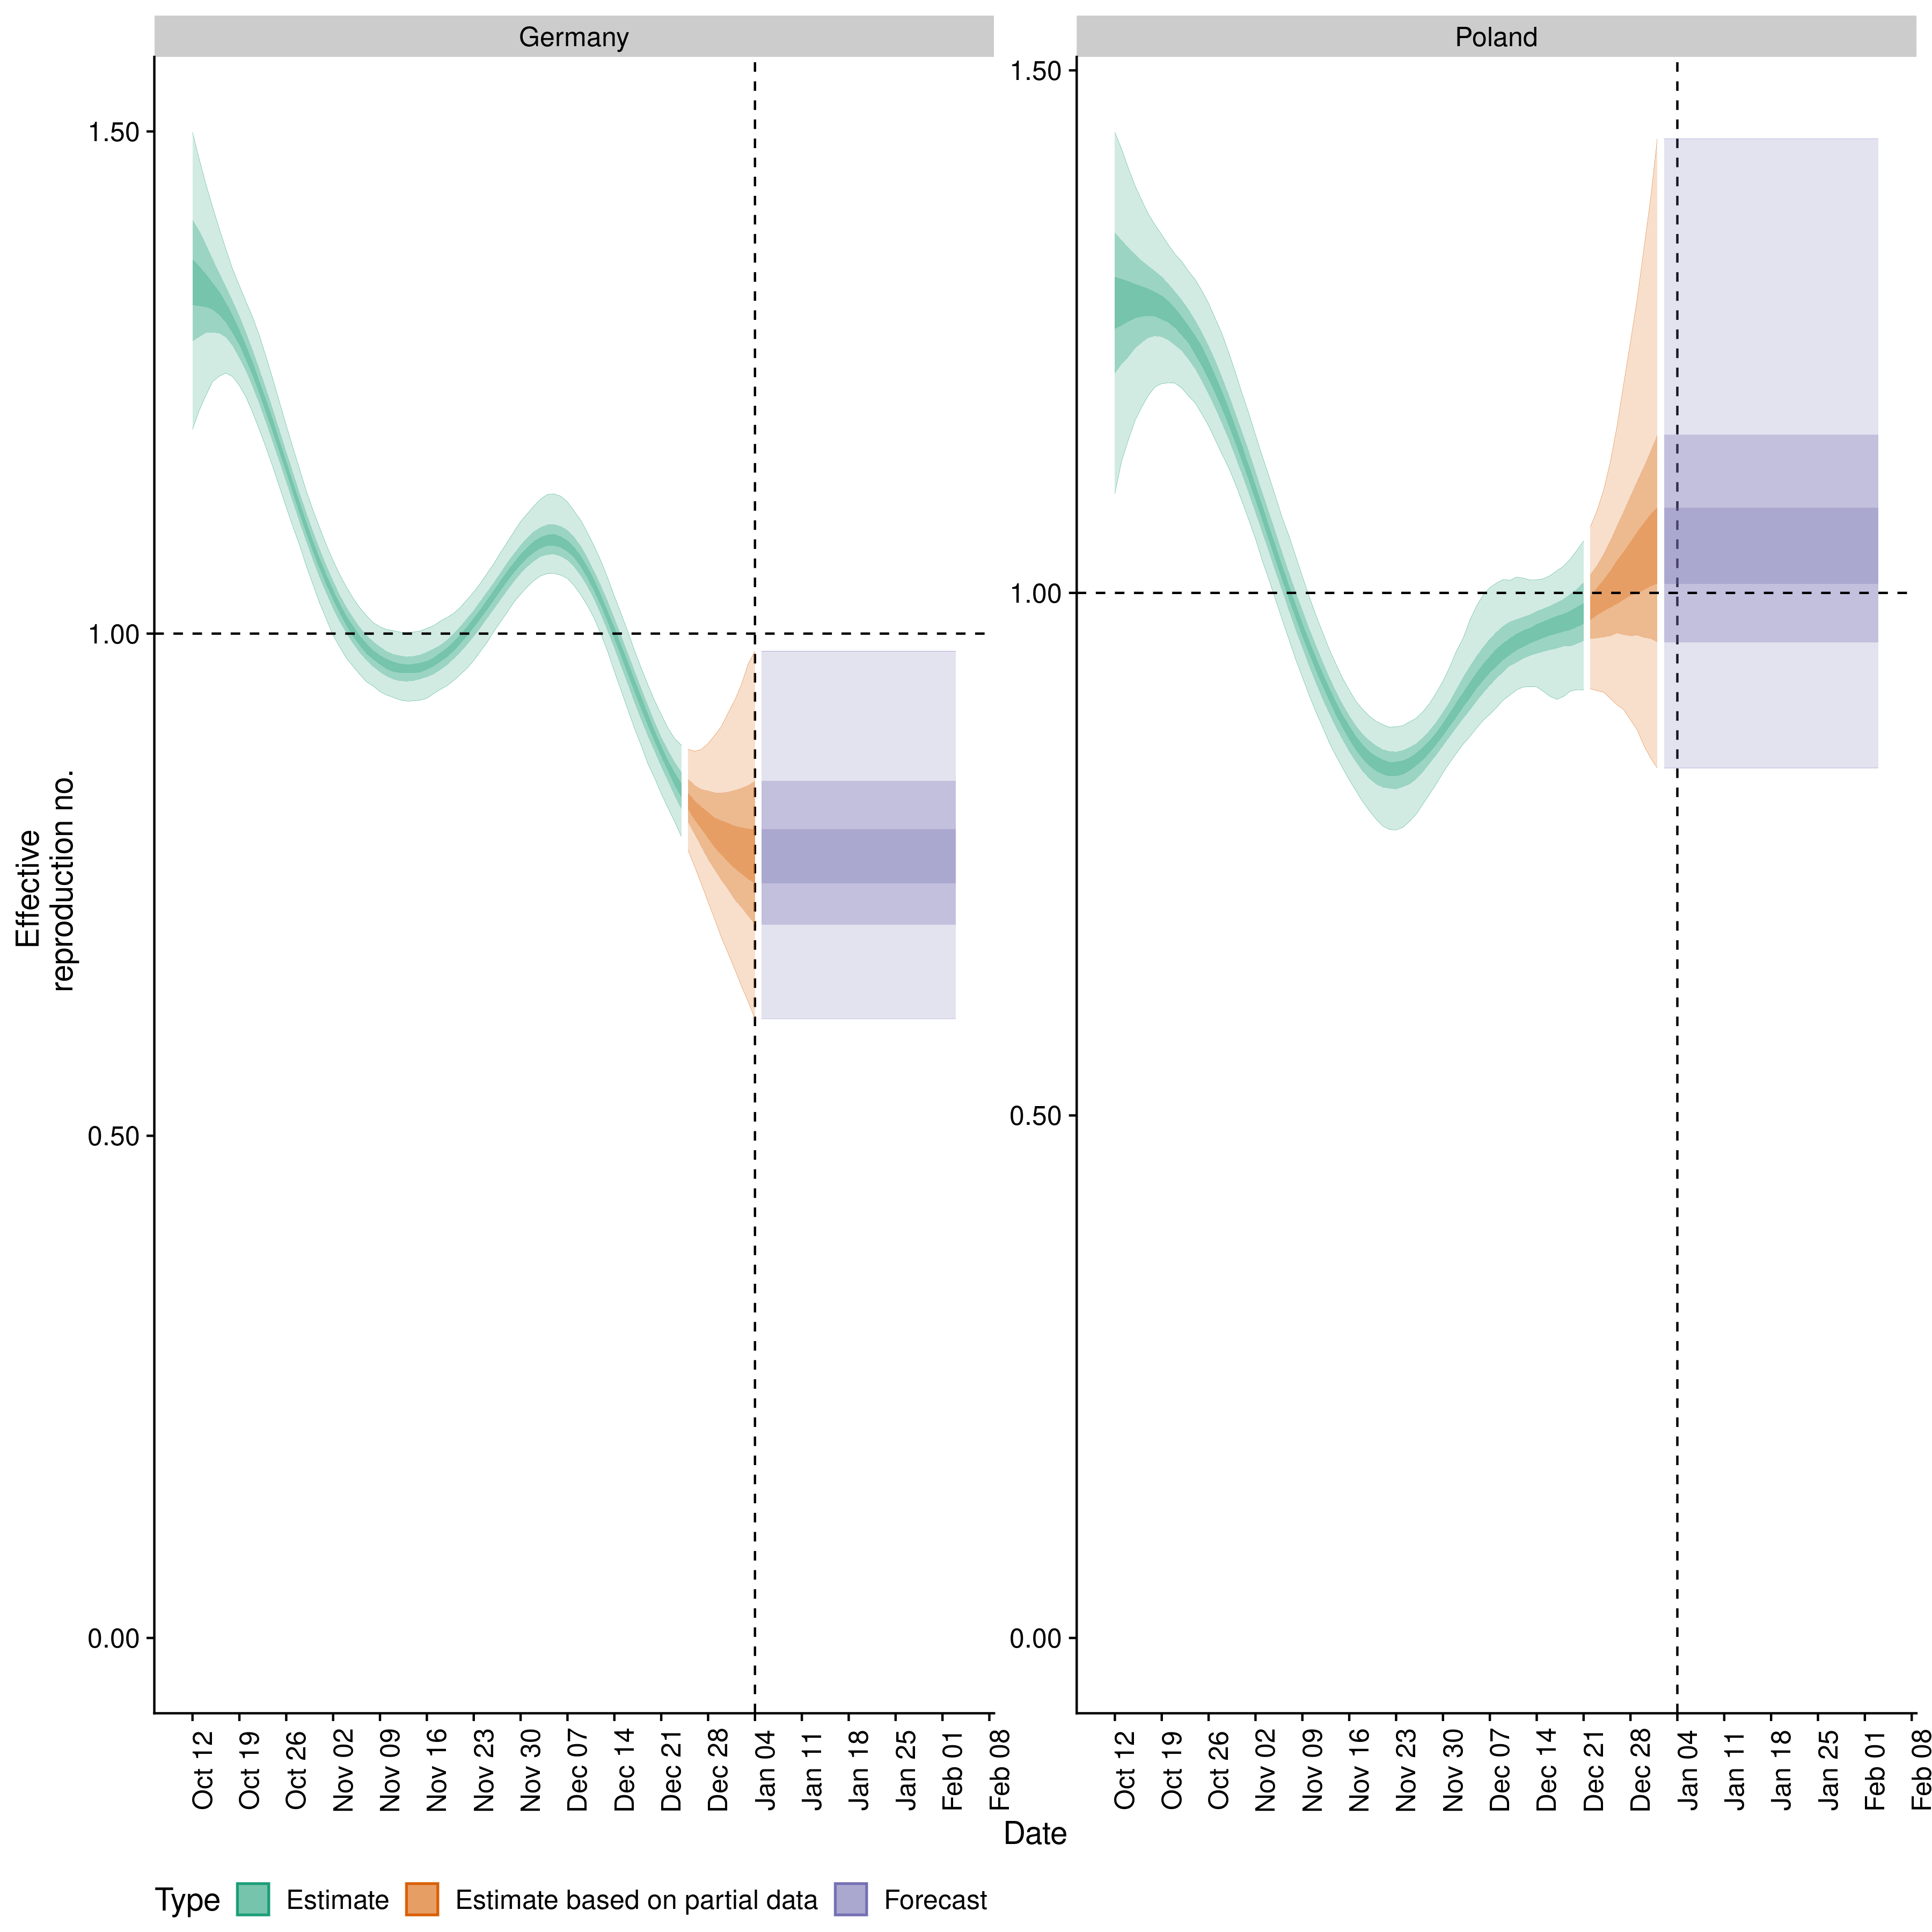 Germany
Poland
1.50
1.00
0.50
0.00
1.50
1.00
0.50
0.00
Effective
reproduction no.
Oct 12
Oct 19
Oct 26
Nov 02
Nov 09
Nov 16
Nov 23
Nov 30
Dec 07
Dec 14
Dec 21
Dec 28
Jan 04
Jan 11
Jan 18
Jan 25
Feb 01
Feb 08
Oct 12
Oct 19
Oct 26
Nov 02
Nov 09
Nov 16
Nov 23
Nov 30
Dec 07
Dec 14
Dec 21
Dec 28
Jan 04
Jan 11
Jan 18
Jan 25
Feb 01
Feb 08
Date
Type Estimate Estimate based on partial data Forecast